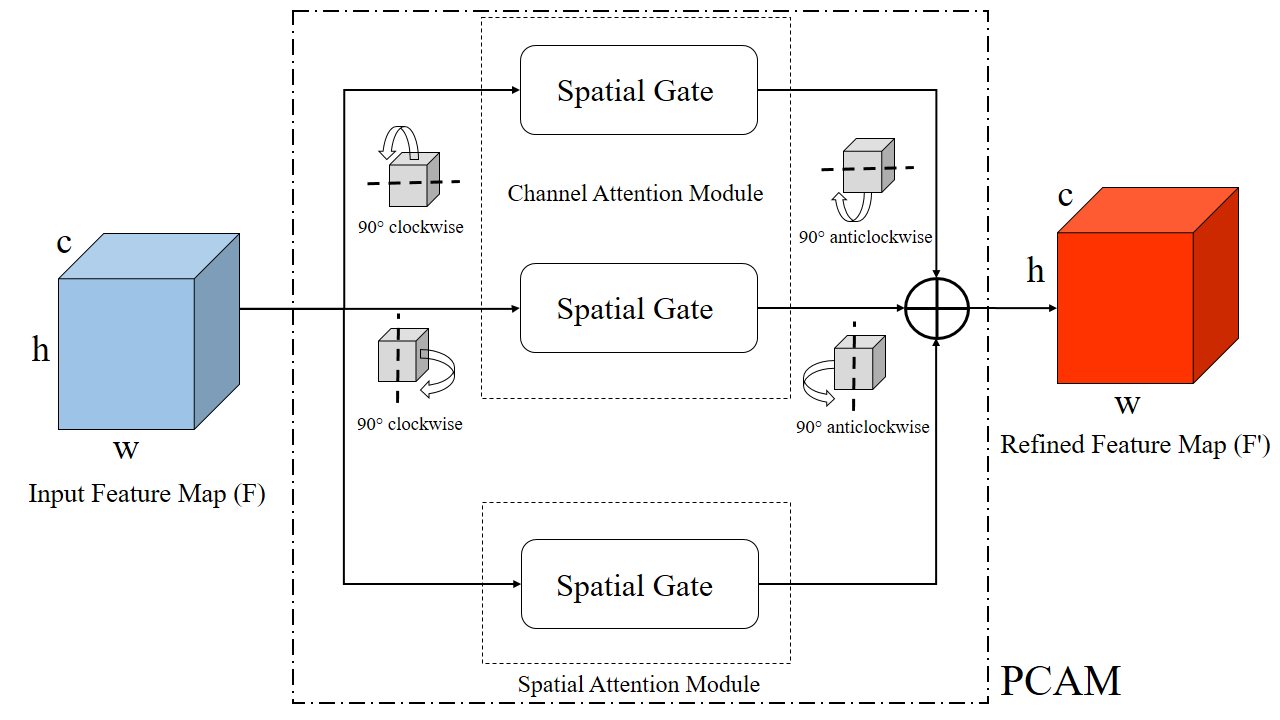 Spatial Gate
Channel Attention Module
90° clockwise
90° anticlockwise
c
h
w
Input Feature Map (F)
Spatial Gate
90° clockwise
90° anticlockwise
c
h
w
Refined Feature Map (F')
Spatial Gate
Spatial Attention Module
PCAM